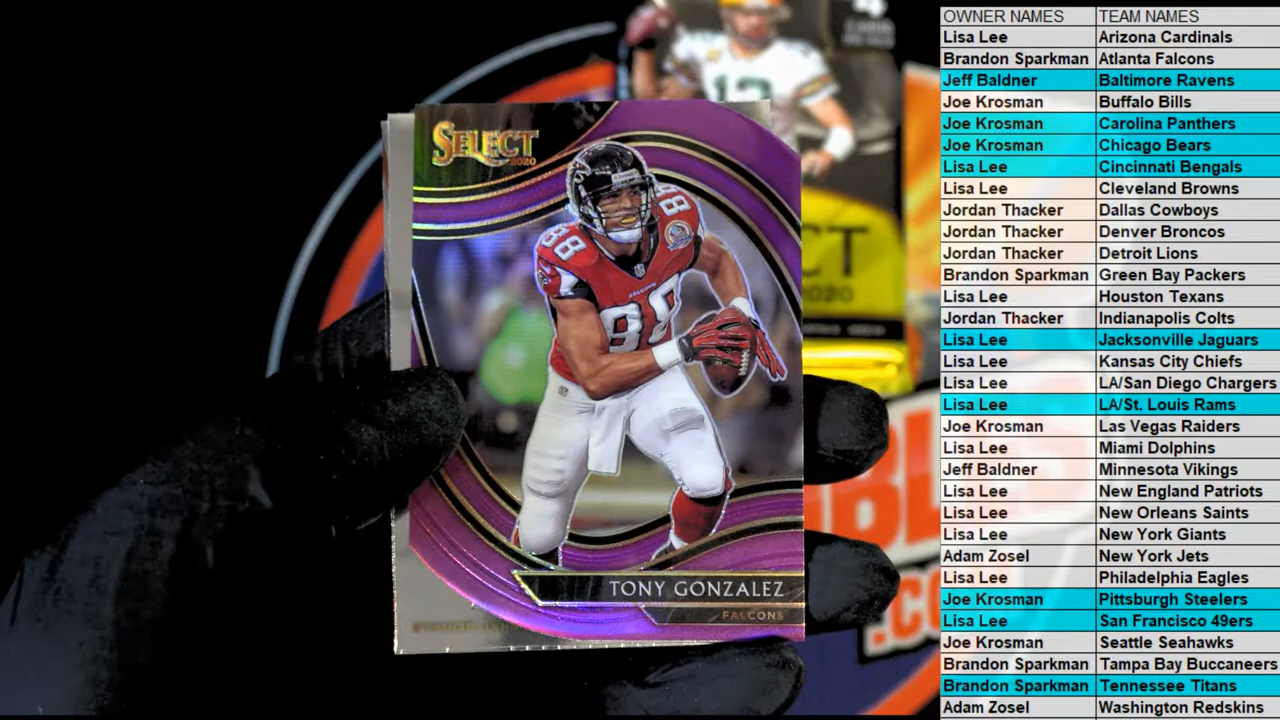 SELECT
2020
88
88
8
FALCONS
TONY GONZALEZ
FALCONS
12
CT
2020
OWNER NAMES TEAM NAMES
Lisa Lee Arizona Cardinals
Brandon Sparkman Atlanta Falcons
Jeff Baldner Baltimore Ravens
Joe Krosman Buffalo Bills
Joe Krosman Carolina Panthers
Joe Krosman Chicago Bears
Lisa Lee Cincinnati Bengals
Lisa Lee Cleveland Browns
Jordan Thacker Dallas Cowboys
Jordan Thacker Denver Broncos
Jordan Thacker Detroit Lions
Brandon Sparkman Green Bay Packers
Lisa Lee Houston Texans
Jordan Thacker Indianapolis Colts
Lisa Lee Jacksonville Jaguars
Lisa Lee Kansas City Chiefs
Lisa Lee LA/San Diego Chargers
Lisa Lee LA/St. Louis Rams
Joe Krosman Las Vegas Raiders
Lisa Lee Miami Dolphins
Jeff Baldner Minnesota Vikings
Lisa Lee New England Patriots
Lisa Lee New Orleans Saints
Lisa Lee New York Giants
Adam Zosel New York Jets
Lisa Lee Philadelphia Eagles
Joe Krosman Pittsburgh Steelers
Lisa Lee San Francisco 49ers
Joe Krosman Seattle Seahawks
Brandon Sparkman Tampa Bay Buccaneers
Brandon Sparkman Tennessee Titans
Adam Zosel Washington Redskins